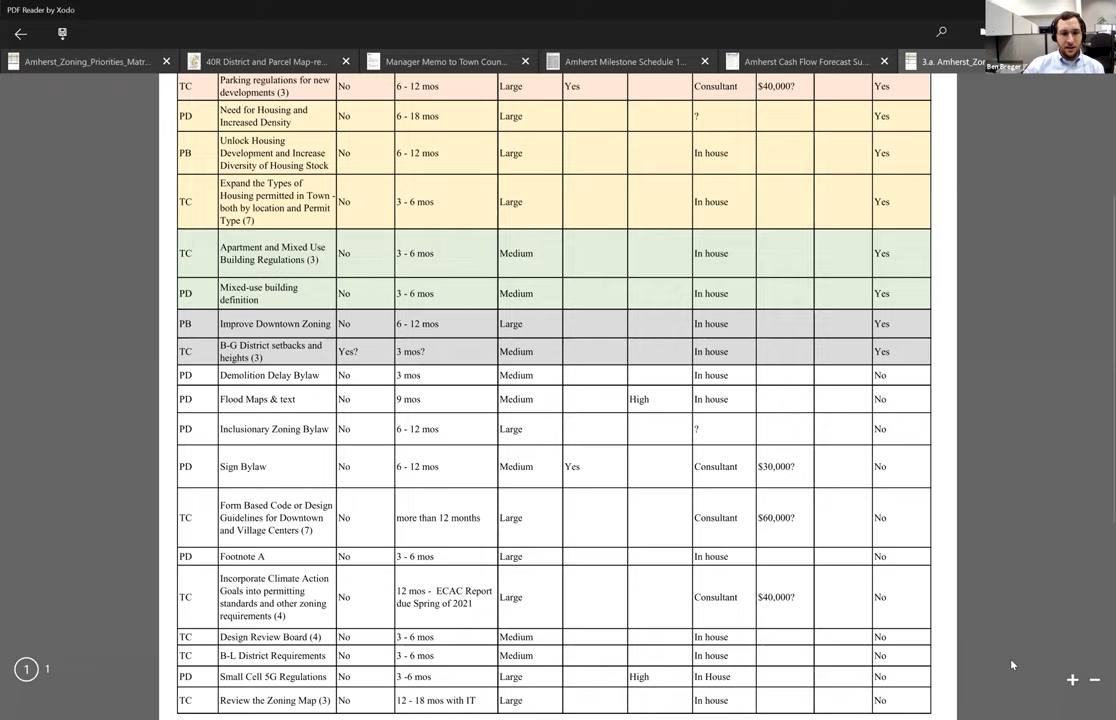 PDF Reader by Xodo
Amherst_Zoning_Priorities_Matr...
40R District and Parcel Map-re...
Manager Memo to Town Coun...
Amherst Milestone Schedule 1...
Amherst Cash Flow Forecast Su...
3.a. Amherst_Zo
Ben Breger
TC Parking regulations for new developments (3) No 6 - 12 mos Large Yes Consultant $40,000? Yes
PD Need for Housing and Increased Density No 6 - 18 mos Large ? Yes
PB Unlock Housing Development and Increase Diversity of Housing Stock No 6 - 12 mos Large In house Yes
TC Expand the Types of Housing permitted in Town - both by location and Permit Type (7) No 3 - 6 mos Large In house Yes
TC Apartment and Mixed Use Building Regulations (3) No 3 - 6 mos Medium In house Yes
PD Mixed-use building definition No 3 - 6 mos Medium In house Yes
PB Improve Downtown Zoning No 6 - 12 mos Large In house Yes
TC B-G District setbacks and heights (3) Yes? 3 mos? Medium In house Yes
PD Demolition Delay Bylaw No 3 mos Medium In house No
PD Flood Maps & text No 9 mos Medium High In house No
PD Inclusionary Zoning Bylaw No 6 - 12 mos Large ? No
PD Sign Bylaw No 6 - 12 mos Medium Yes Consultant $30,000? No
TC Form Based Code or Design Guidelines for Downtown and Village Centers (7) No more than 12 months Large Consultant $60,000? No
PD Footnote A No 3 - 6 mos Large In house No
TC Incorporate Climate Action Goals into permitting standards and other zoning requirements (4) No 12 mos - ECAC Report due Spring of 2021 Large Consultant $40,000? No
TC Design Review Board (4) No 3 - 6 mos Medium In house No
TC B-L District Requirements No 3 - 6 mos Medium In house No
PD Small Cell 5G Regulations No 3 -6 mos Large High In House No
TC Review the Zoning Map (3) No 12 - 18 mos with IT Large In house No
1 1